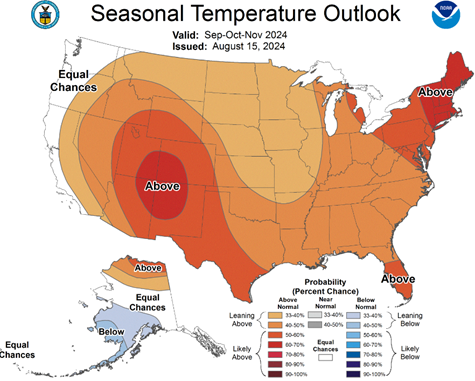 Seasonal Temperature Outlook
NOAA
Valid: Sep-Oct-Nov 2024
Issued: August 15, 2024
Equal
Chances
Above
Above
Above
Above
Equal
Chances
Below
Equal
Chances
Probability
(Percent Chance)
Above
Normal
Near
Normal
Below
Normal
Leaning
Above
33-40%
40-50%
33-40%
40-50%
33-40%
40-50%
Leaning
Below
Likely
Above
50-60%
60-70%
70-80%
80-90%
90-100%
Equal
Chances
50-60%
60-70%
70-80%
80-90%
90-100%
Likely
Below